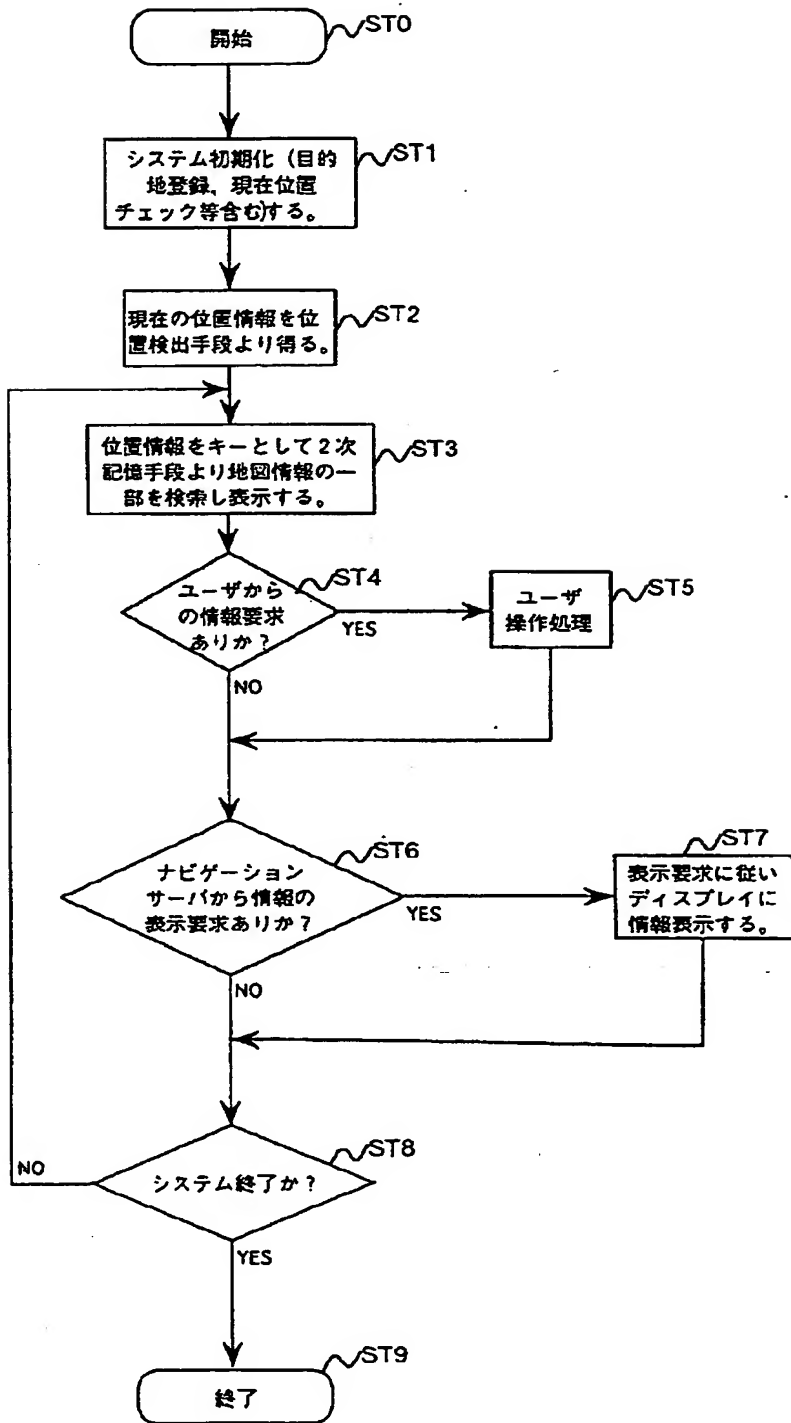 開始
ST0
システム初期化（目的
地登録、現在位置
チェック等含む)する。
ST1
現在の位置情報を位
置検出手段より得る。
ST2
位置情報をキーとして２次
記憶手段より地図情報の一
部を検索し表示する。
ST3
ユーザから
の情報要求
ありか？
ST4
YES
NO
ユーザ
操作処理
ST5
ナビゲーション
サーバから情報の
表示要求ありか？
ST6
YES
NO
表示要求に従い
ディスプレイに
情報表示する。
ST7
システム終了か？
ST8
NO
YES
終了
ST9